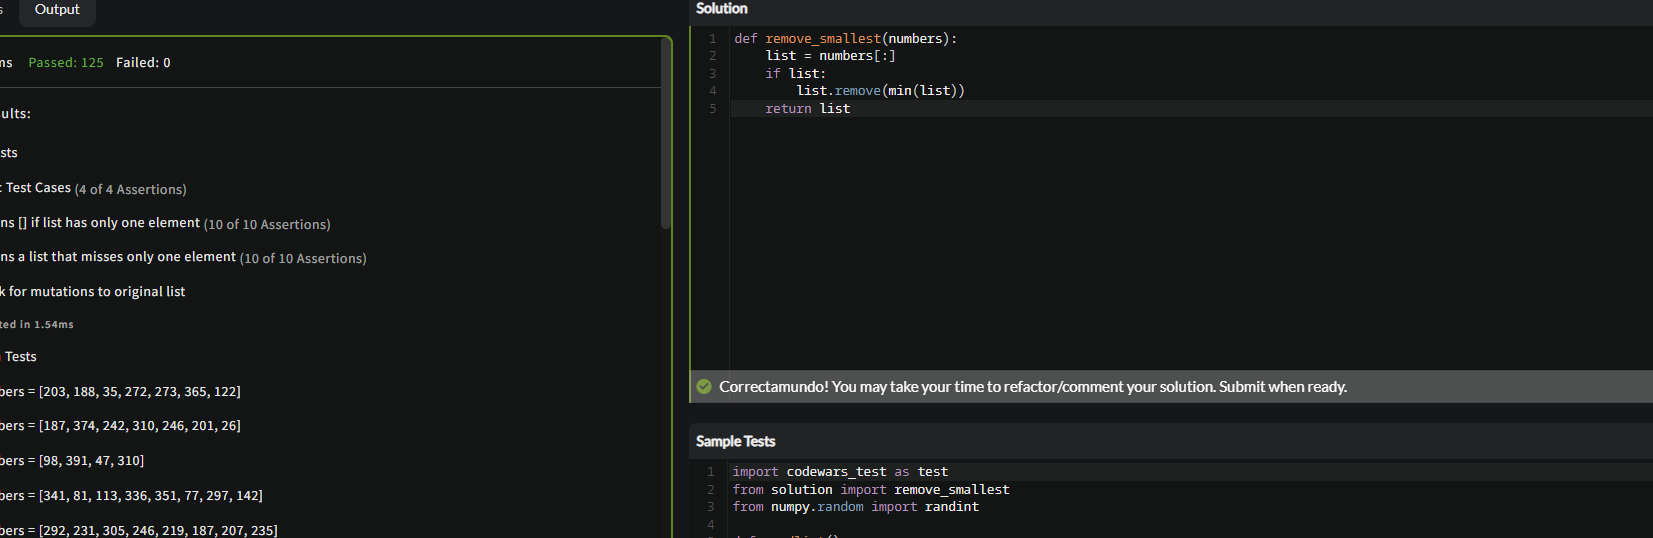 s
Output
ms Passed: 125 Failed: 0
ults:
sts
: Test Cases (4 of 4 Assertions)
ns [] if list has only one element (10 of 10 Assertions)
ns a list that misses only one element (10 of 10 Assertions)
k for mutations to original list
ted in 1.54ms
Tests
bers = [203, 188, 35, 272, 273, 365, 122]
bers = [187, 374, 242, 310, 246, 201, 26]
bers = [98, 391, 47, 310]
bers = [341, 81, 113, 336, 351, 77, 297, 142]
bers = [292, 231, 305, 246, 219, 187, 207, 235]
Solution
1 def remove_smallest(numbers):
2     list = numbers[:]
3     if list:
4         list.remove(min(list))
5     return list
Correctamundo! You may take your time to refactor/comment your solution. Submit when ready.
Sample Tests
1 import codewars_test as test
2 from solution import remove_smallest
3 from numpy.random import randint
4